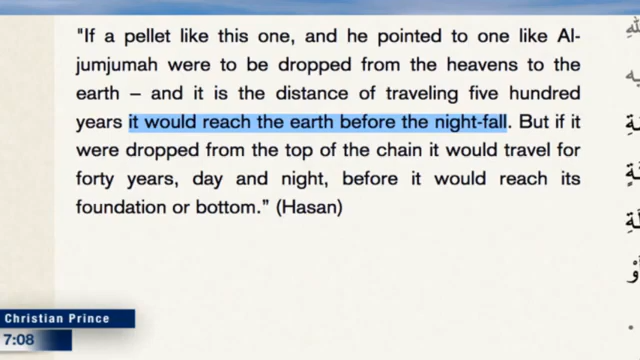 "If a pellet like this one, and he pointed to one like Al-
jumjumah were to be dropped from the heavens to the
earth – and it is the distance of traveling five hundred
years it would reach the earth before the night-fall. But if it
were dropped from the top of the chain it would travel for
forty years, day and night, before it would reach its
foundation or bottom.” (Hasan)
Christian Prince
7:08